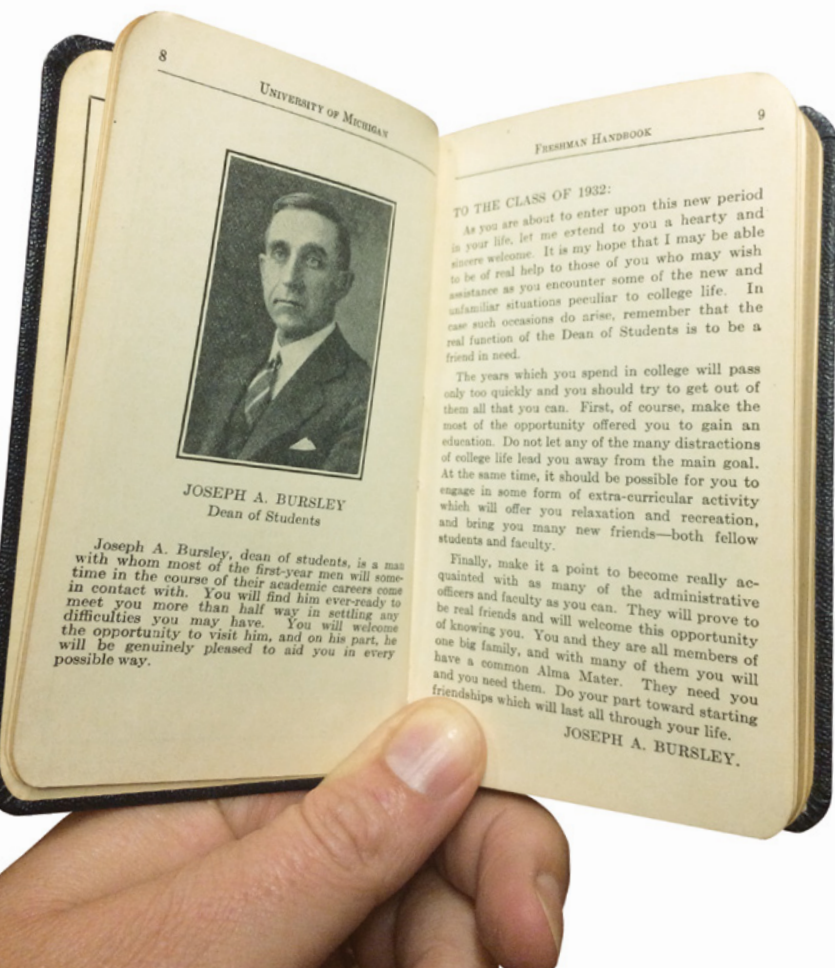 8
UNIVERSITY OF MICHIGAN
JOSEPH A. BURSLEY
Dean of Students
Joseph A. Bursley, dean of students, is a man
with whom most of the first-year men will some-
time in the course of their academic careers come
in contact with. You will find him ever-ready to
meet you more than half way in settling any
difficulties you may have. You will welcome
the opportunity to visit him, and on his part, he
will be genuinely pleased to aid you in every
possible way.
FRESHMAN HANDBOOK
9
TO THE CLASS OF 1932:
As you are about to enter upon this new period
in your life, let me extend to you a hearty and
sincere welcome. It is my hope that I may be able
to be of real help to those of you who may wish
assistance as you encounter some of the new and
unfamiliar situations peculiar to college life. In
case such occasions do arise, remember that the
real function of the Dean of Students is to be a
friend in need.
The years which you spend in college will pass
only too quickly and you should try to get out of
them all that you can. First, of course, make the
most of the opportunity offered you to gain an
education. Do not let any of the many distractions
of college life lead you away from the main goal.
At the same time, it should be possible for you to
engage in some form of extra-curricular activity
which will offer you relaxation and recreation,
and bring you many new friends—both fellow
students and faculty.
Finally, make it a point to become really ac-
quainted with as many of the administrative
officers and faculty as you can. They will prove to
be real friends and will welcome this opportunity
of knowing you. You and they are all members of
one big family, and with many of them you will
have a common Alma Mater. They need you
and you need them. Do your part toward starting
friendships which will last all through your life.
JOSEPH A. BURSLEY.